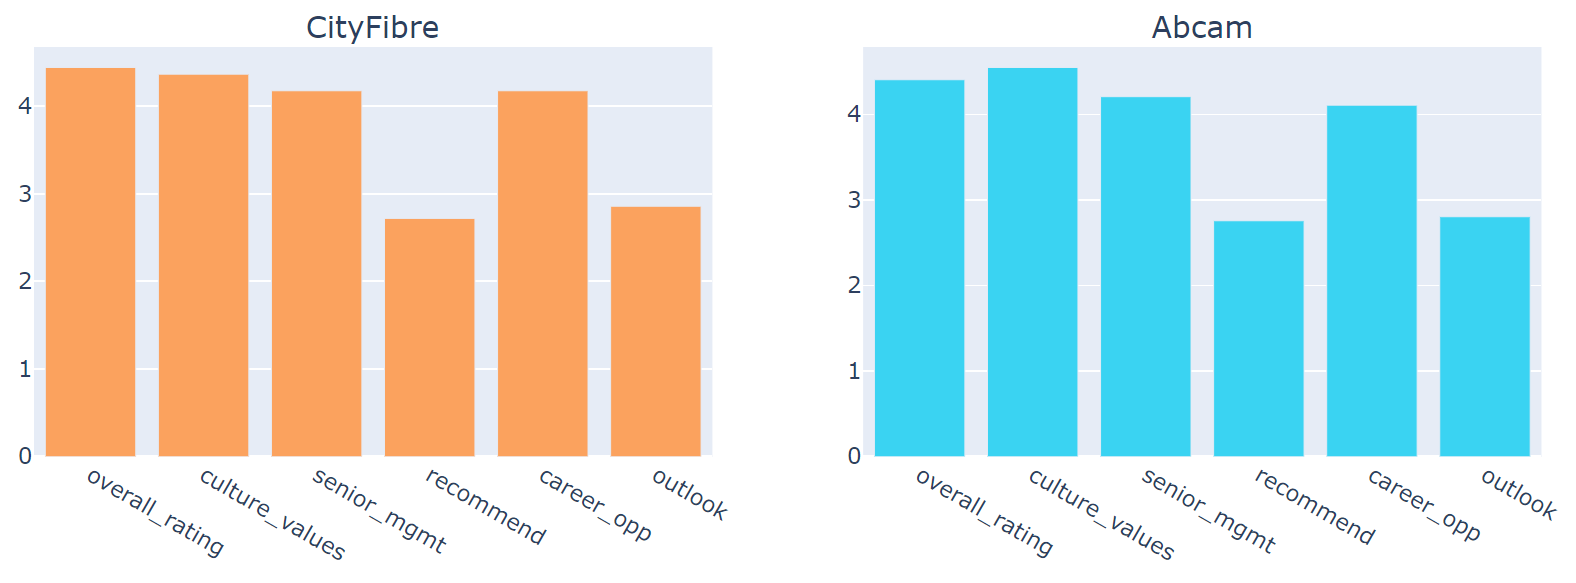 CityFibre
4
3
2
1
0
overall_rating
culture_values
senior_mgmt
recommend
career_opp
outlook
Abcam
4
3
2
1
0
overall_rating
culture_values
senior_mgmt
recommend
career_opp
outlook